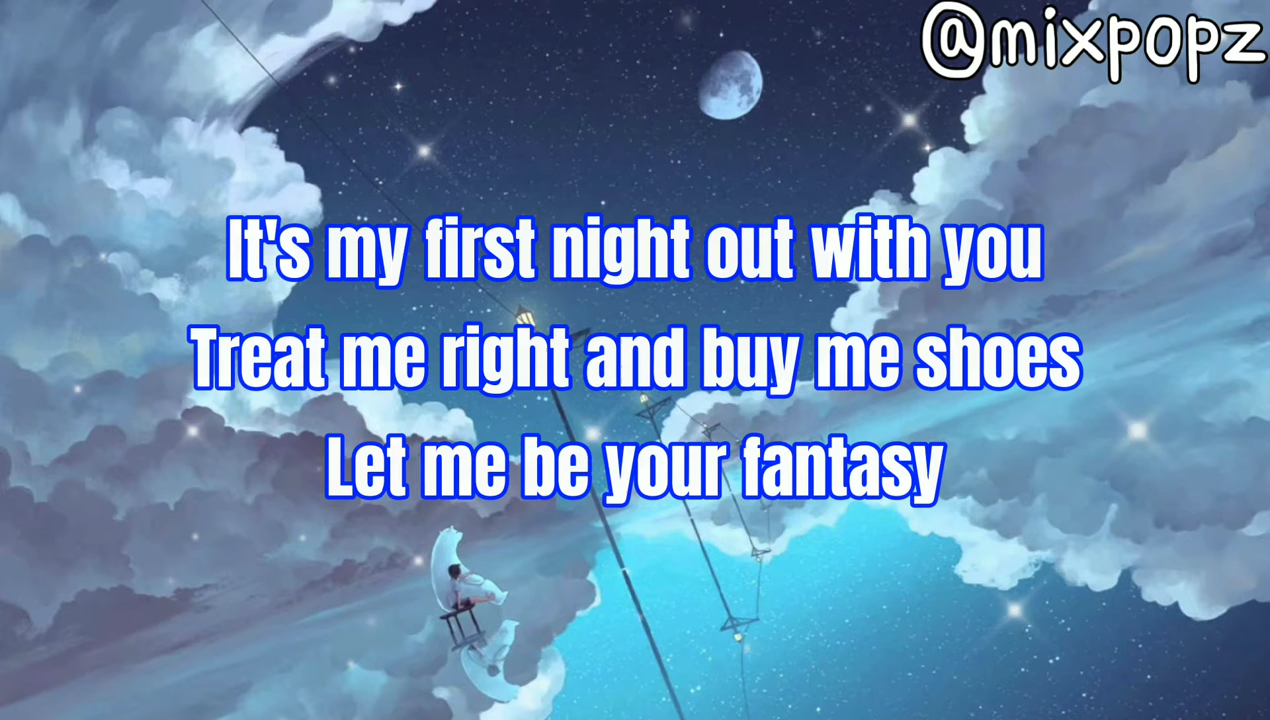 @mixpopz
It's my first night out with you
Treat me right and buy me shoes
Let me be your fantasy